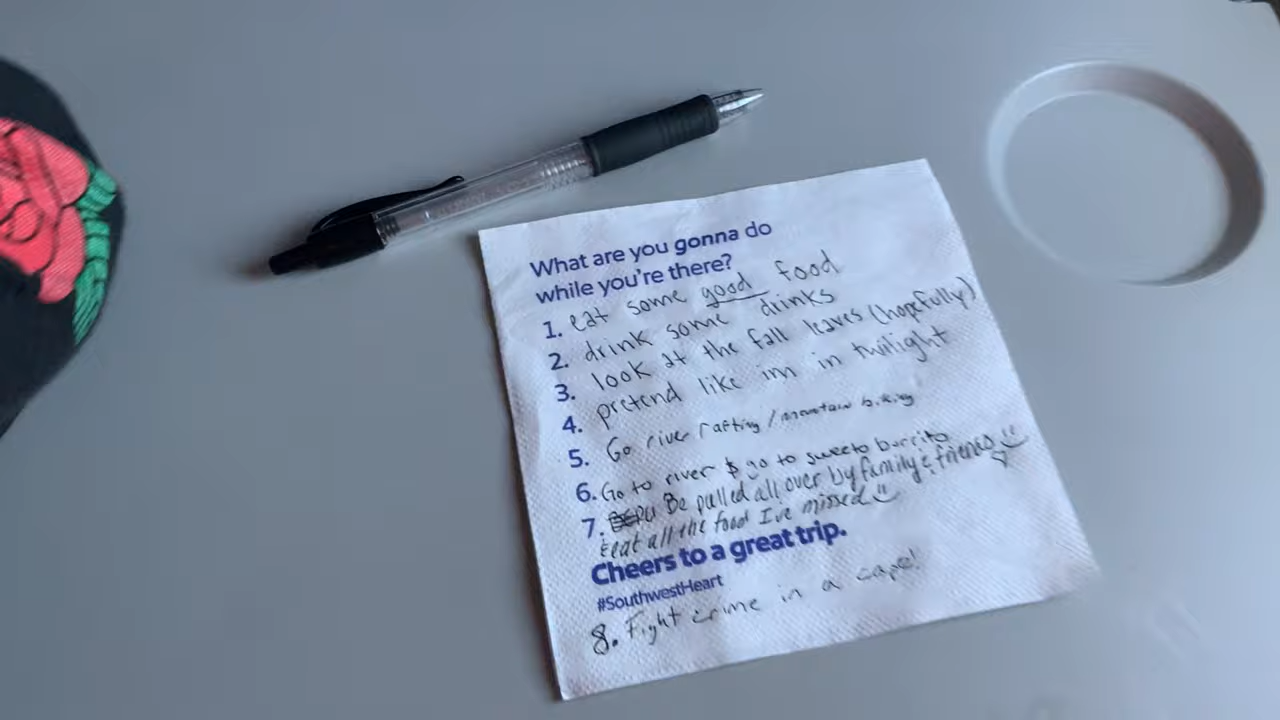 What are you gonna do
while you're there?
1. eat some good food
2. drink some drinks
3. look at the fall leaves (hopefully)
4. pretend like im in twilight
5. Go river rafting / mountain biking
6. Go to river & go to sweeto burrito
7. Be pulled all over by family & friends
& eat all the food I've missed
Cheers to a great trip.
#SouthwestHeart
8. Fight crime in a cape!